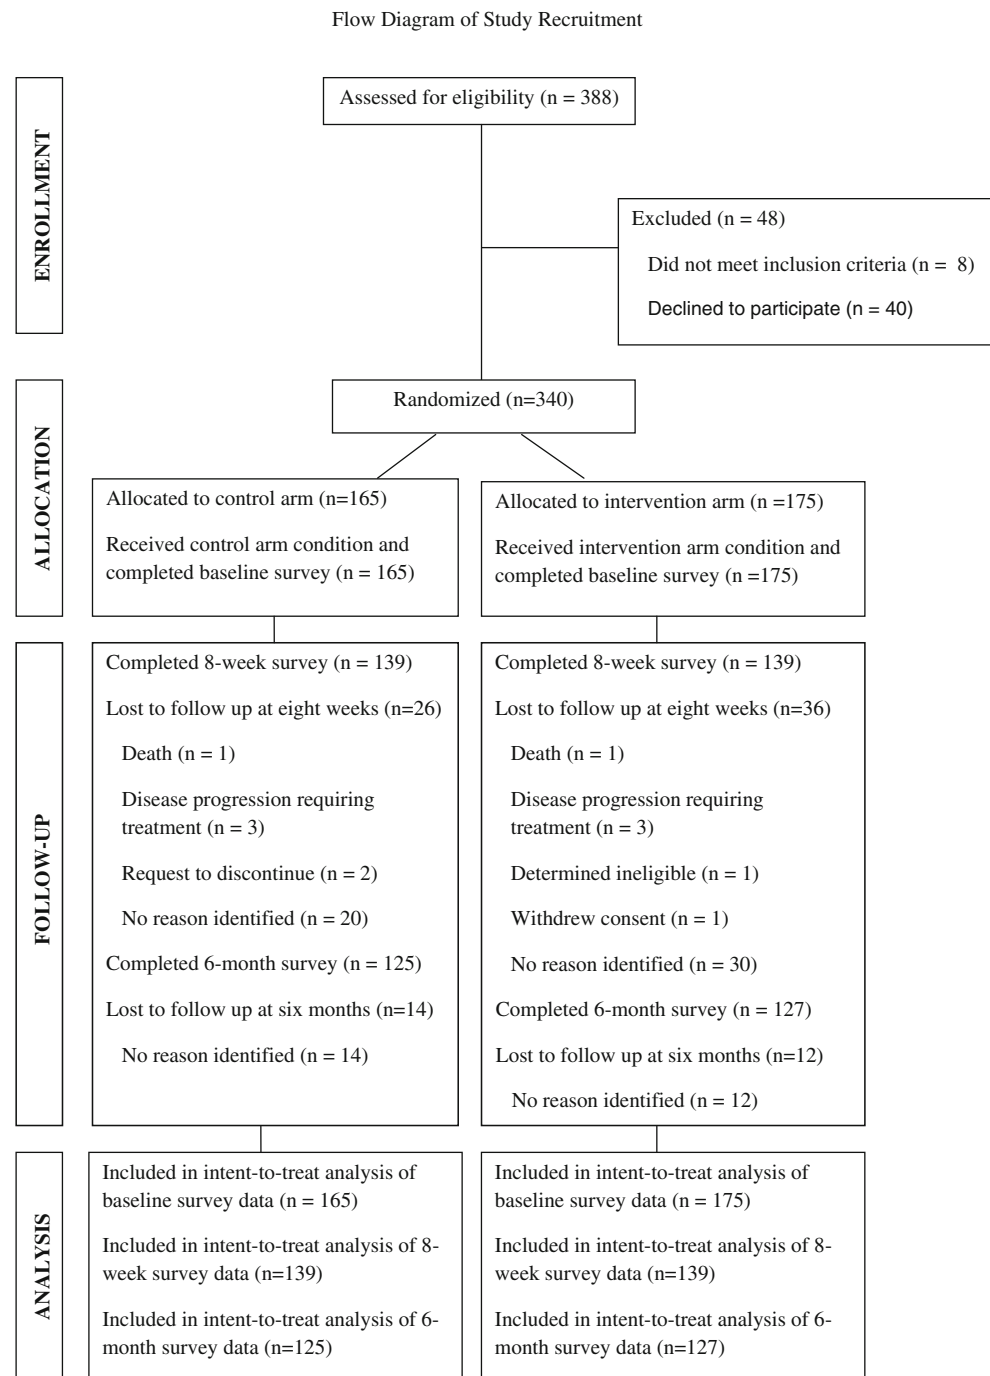 Flow Diagram of Study Recruitment
ENROLLMENT
Assessed for eligibility (n = 388)
Excluded (n = 48)
Did not meet inclusion criteria (n = 8)
Declined to participate (n = 40)
ALLOCATION
Randomized (n=340)
Allocated to control arm (n=165)
Received control arm condition and
completed baseline survey (n = 165)
Allocated to intervention arm (n =175)
Received intervention arm condition and
completed baseline survey (n =175)
FOLLOW-UP
Completed 8-week survey (n = 139)
Lost to follow up at eight weeks (n=26)
Death (n = 1)
Disease progression requiring
treatment (n = 3)
Request to discontinue (n = 2)
No reason identified (n = 20)
Completed 6-month survey (n = 125)
Lost to follow up at six months (n=14)
No reason identified (n = 14)
Completed 8-week survey (n = 139)
Lost to follow up at eight weeks (n=36)
Death (n = 1)
Disease progression requiring
treatment (n = 3)
Determined ineligible (n = 1)
Withdrew consent (n = 1)
No reason identified (n = 30)
Completed 6-month survey (n = 127)
Lost to follow up at six months (n=12)
No reason identified (n = 12)
ANALYSIS
Included in intent-to-treat analysis of
baseline survey data (n = 165)
Included in intent-to-treat analysis of 8-
week survey data (n=139)
Included in intent-to-treat analysis of 6-
month survey data (n=125)
Included in intent-to-treat analysis of
baseline survey data (n = 175)
Included in intent-to-treat analysis of 8-
week survey data (n=139)
Included in intent-to-treat analysis of 6-
month survey data (n=127)